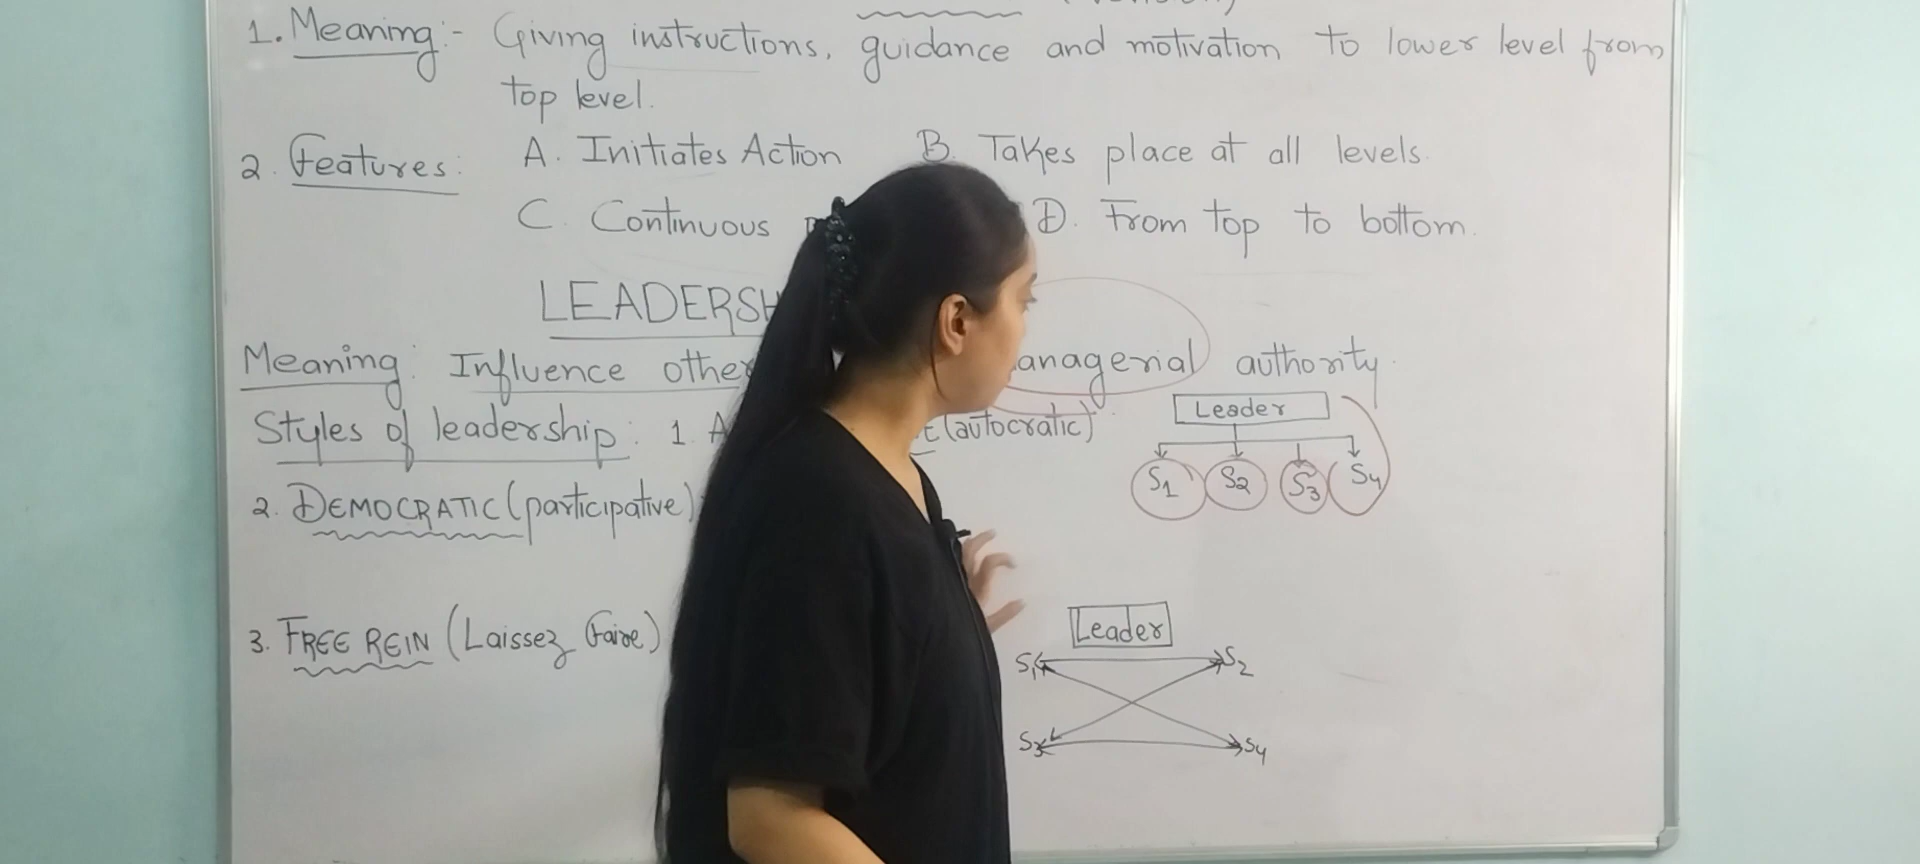 1. Meaning:- Giving instructions, guidance and motivation to lower level from
top level.
2. Features: A. Initiates Action B. Takes place at all levels.
C. Continuous D. From top to bottom.
LEADERSH
Meaning: Influence other anagerial authority.
Styles of leadership: 1. A E (autocratic)
Leader
S1 S2 S3 S4
2. DEMOCRATIC (participative)
3. FREE REIN (Laissez Faire)
Leader
S1 S2
S3 S4